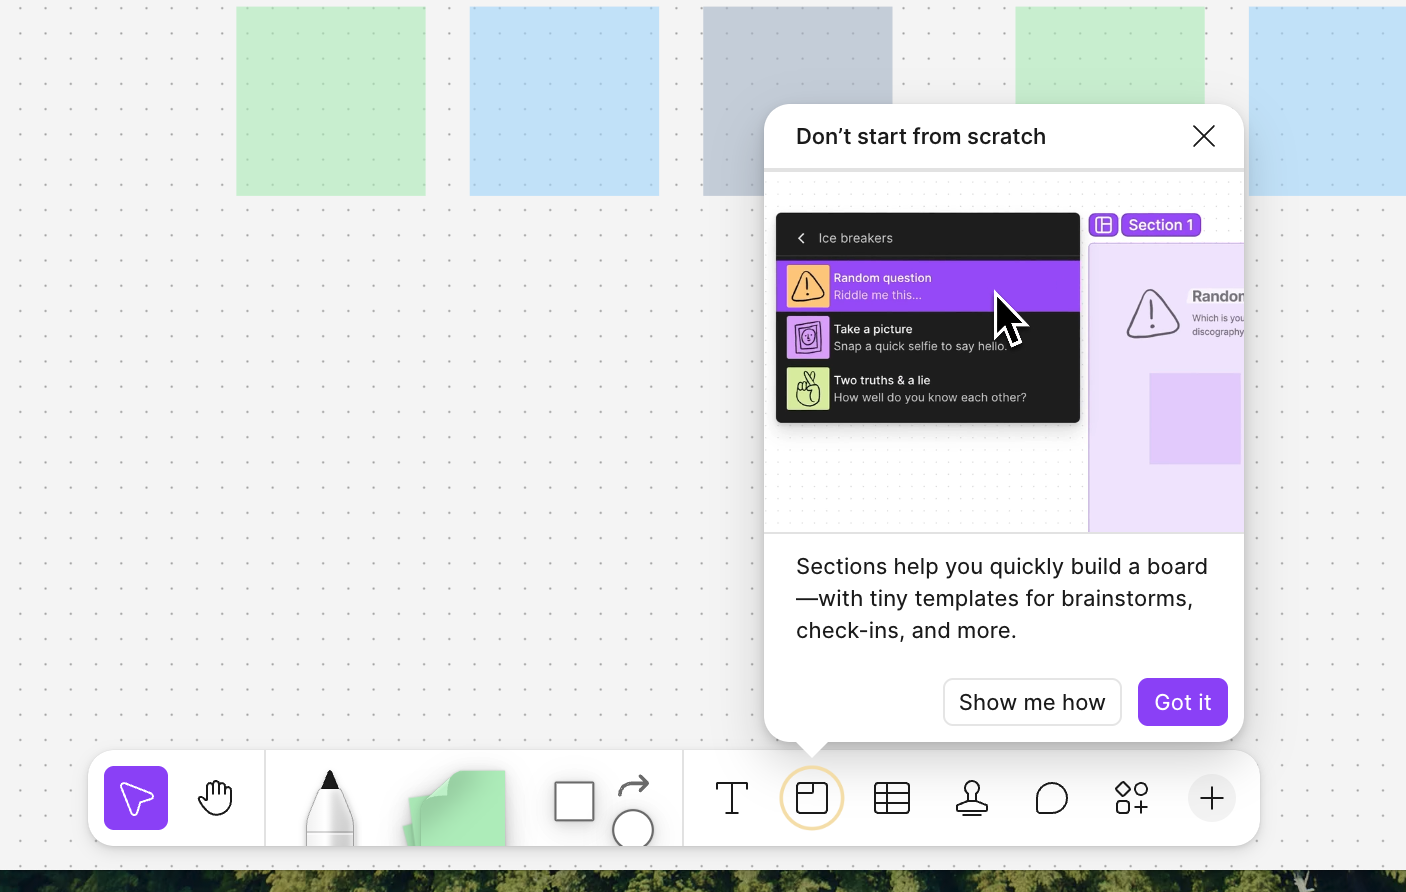 Don’t start from scratch
Ice breakers
Random question
Riddle me this...
Take a picture
Snap a quick selfie to say hello.
Two truths & a lie
How well do you know each other?
Section 1
Which is
discography
Sections help you quickly build a board
—with tiny templates for brainstorms,
check-ins, and more.
Show me how
Got it